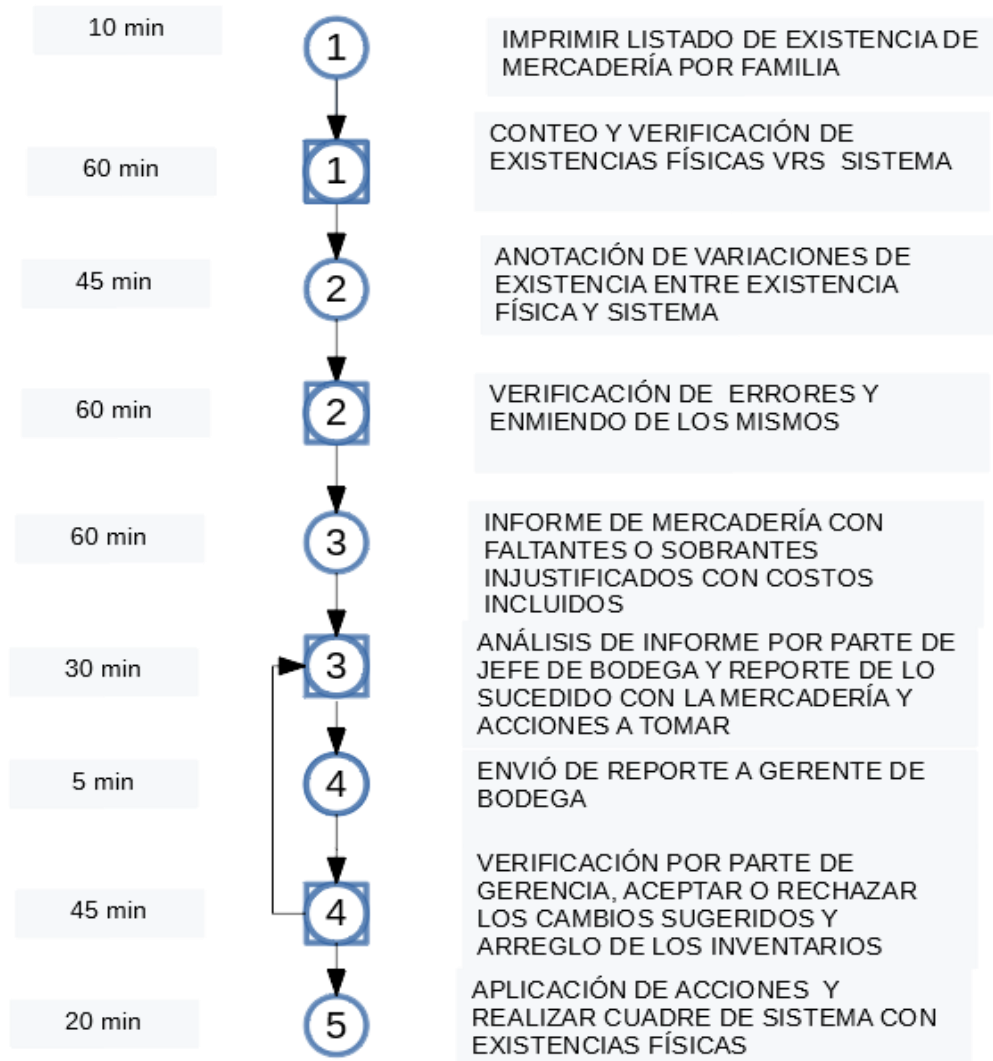 10 min
1
IMPRIMIR LISTADO DE EXISTENCIA DE
MERCADERÍA POR FAMILIA
60 min
1
CONTEO Y VERIFICACIÓN DE
EXISTENCIAS FÍSICAS VRS SISTEMA
45 min
2
ANOTACIÓN DE VARIACIONES DE
EXISTENCIA ENTRE EXISTENCIA
FÍSICA Y SISTEMA
60 min
2
VERIFICACIÓN DE ERRORES Y
ENMIENDO DE LOS MISMOS
60 min
3
INFORME DE MERCADERÍA CON
FALTANTES O SOBRANTES
INJUSTIFICADOS CON COSTOS
INCLUIDOS
30 min
3
ANÁLISIS DE INFORME POR PARTE DE
JEFE DE BODEGA Y REPORTE DE LO
SUCEDIDO CON LA MERCADERÍA Y
ACCIONES A TOMAR
5 min
4
ENVIÓ DE REPORTE A GERENTE DE
BODEGA
45 min
4
VERIFICACIÓN POR PARTE DE
GERENCIA, ACEPTAR O RECHAZAR
LOS CAMBIOS SUGERIDOS Y
ARREGLO DE LOS INVENTARIOS
20 min
5
APLICACIÓN DE ACCIONES Y
REALIZAR CUADRE DE SISTEMA CON
EXISTENCIAS FÍSICAS